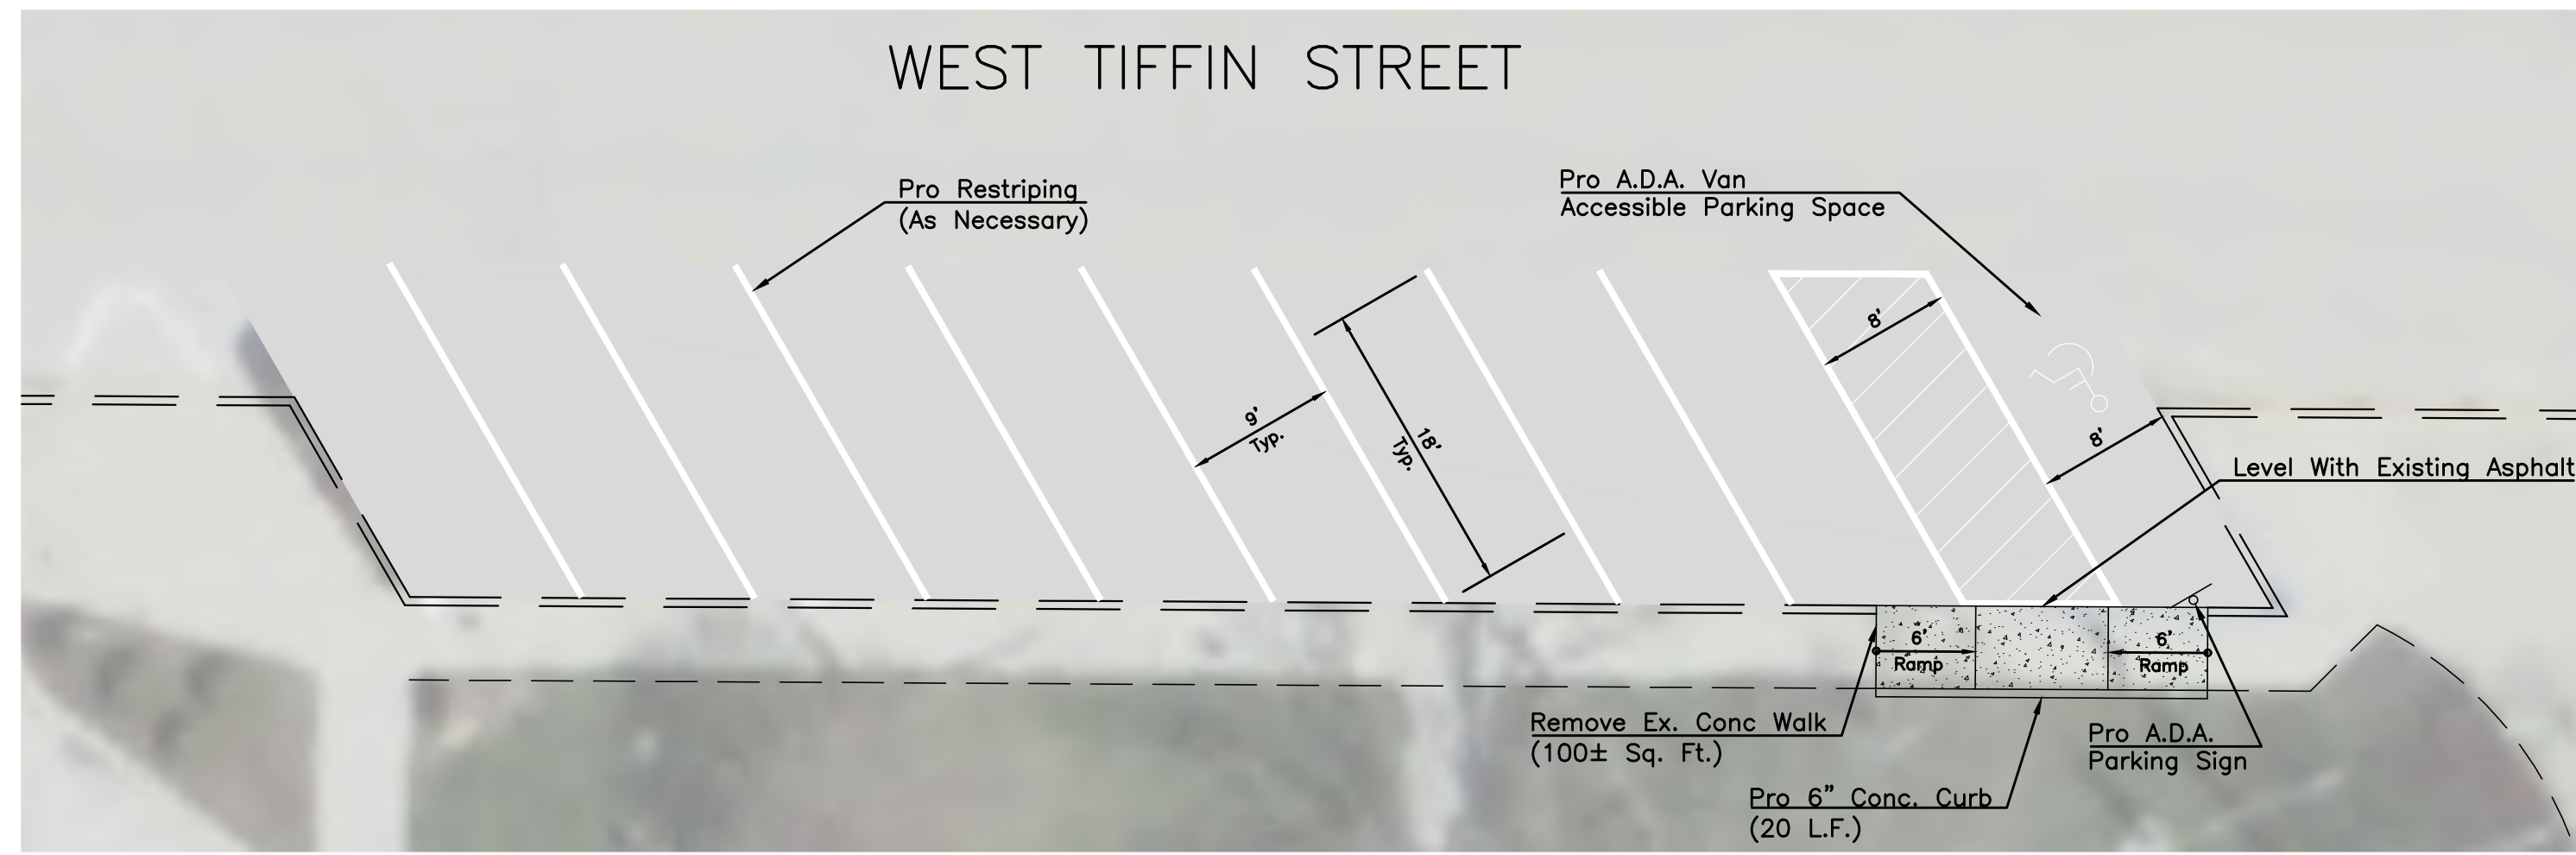 WEST TIFFIN STREET
Pro Restriping
(As Necessary)
Pro A.D.A. Van
Accessible Parking Space
8'
9'
Typ.
18'
Typ.
8'
Level With Existing Asphalt
6'
Ramp
6'
Ramp
Remove Ex. Conc Walk
(100± Sq. Ft.)
Pro A.D.A.
Parking Sign
Pro 6" Conc. Curb
(20 L.F.)